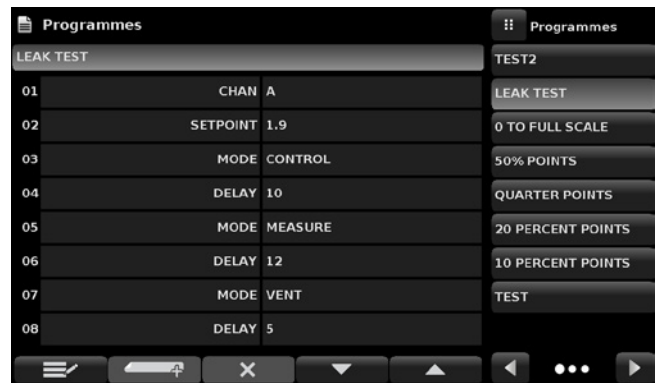 Programmes
LEAK TEST
01 CHAN A
02 SETPOINT 1.9
03 MODE CONTROL
04 DELAY 10
05 MODE MEASURE
06 DELAY 12
07 MODE VENT
08 DELAY 5
Programmes
TEST2
LEAK TEST
0 TO FULL SCALE
50% POINTS
QUARTER POINTS
20 PERCENT POINTS
10 PERCENT POINTS
TEST